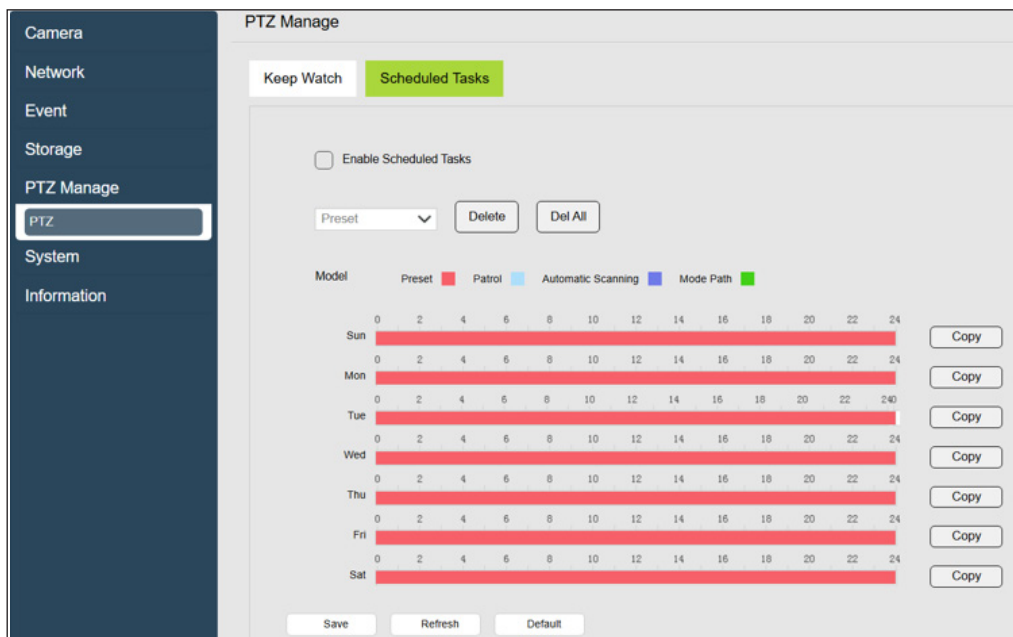 PTZ Manage
Camera
Network
Event
Storage
PTZ Manage
PTZ
System
Information
Keep Watch Scheduled Tasks
Enable Scheduled Tasks
Preset Delete Del All
Model Preset Patrol Automatic Scanning Mode Path
0 2 4 6 8 10 12 14 16 18 20 22 24
Sun Copy
0 2 4 6 8 10 12 14 16 18 20 22 24
Mon Copy
0 2 4 6 8 10 12 14 16 18 20 22 240
Tue Copy
0 2 4 6 8 10 12 14 16 18 20 22 24
Wed Copy
0 2 4 6 8 10 12 14 16 18 20 22 24
Thu Copy
0 2 4 6 8 10 12 14 16 18 20 22 24
Fri Copy
0 2 4 6 8 10 12 14 16 18 20 22 24
Sat Copy
Save Refresh Default